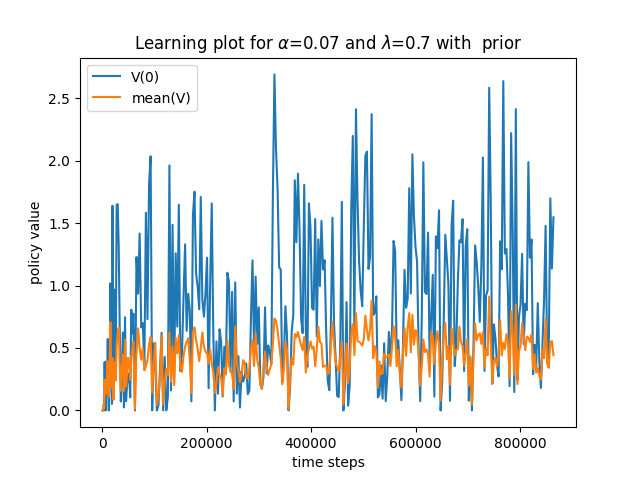 Learning plot for α=0.07 and λ=0.7 with  prior
V(0)
mean(V)
policy value
2.5
2.0
1.5
1.0
0.5
0.0
0 200000 400000 600000 800000
time steps